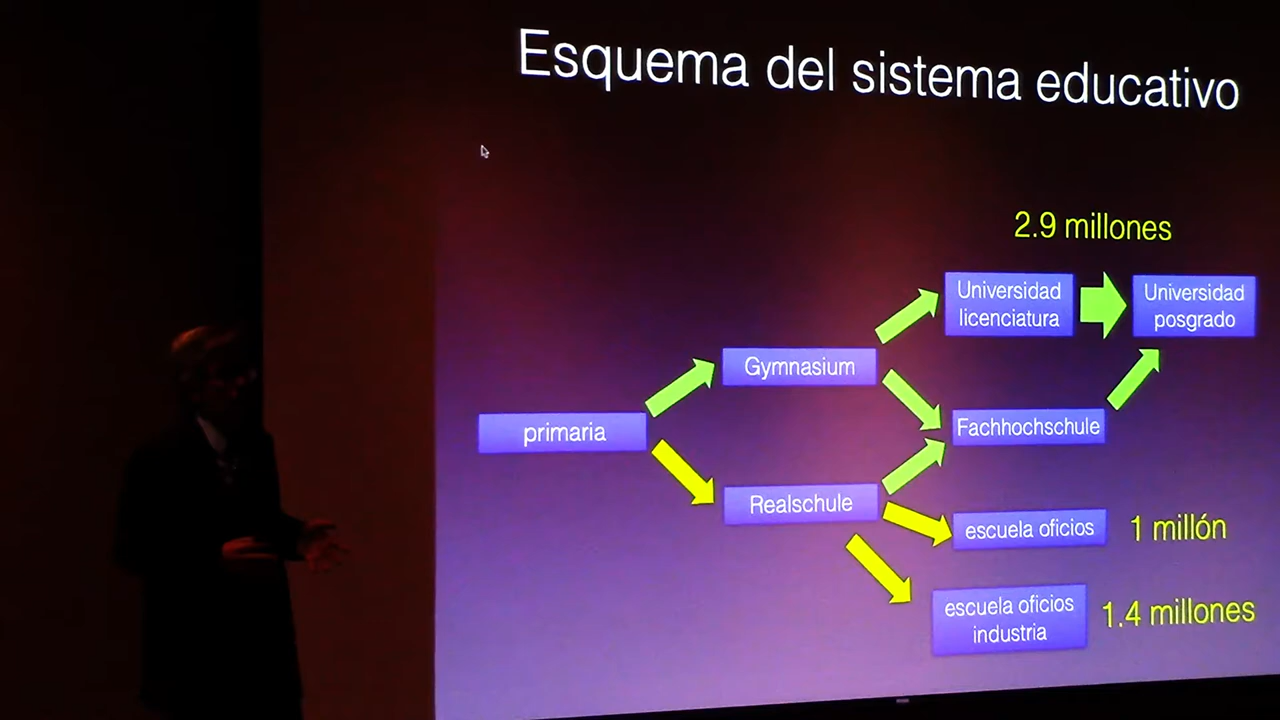 Esquema del sistema educativo
2.9 millones
Universidad
licenciatura
Universidad
posgrado
Gymnasium
primaria
Fachhochschule
Realschule
escuela oficios
1 millón
escuela oficios
industria
1.4 millones